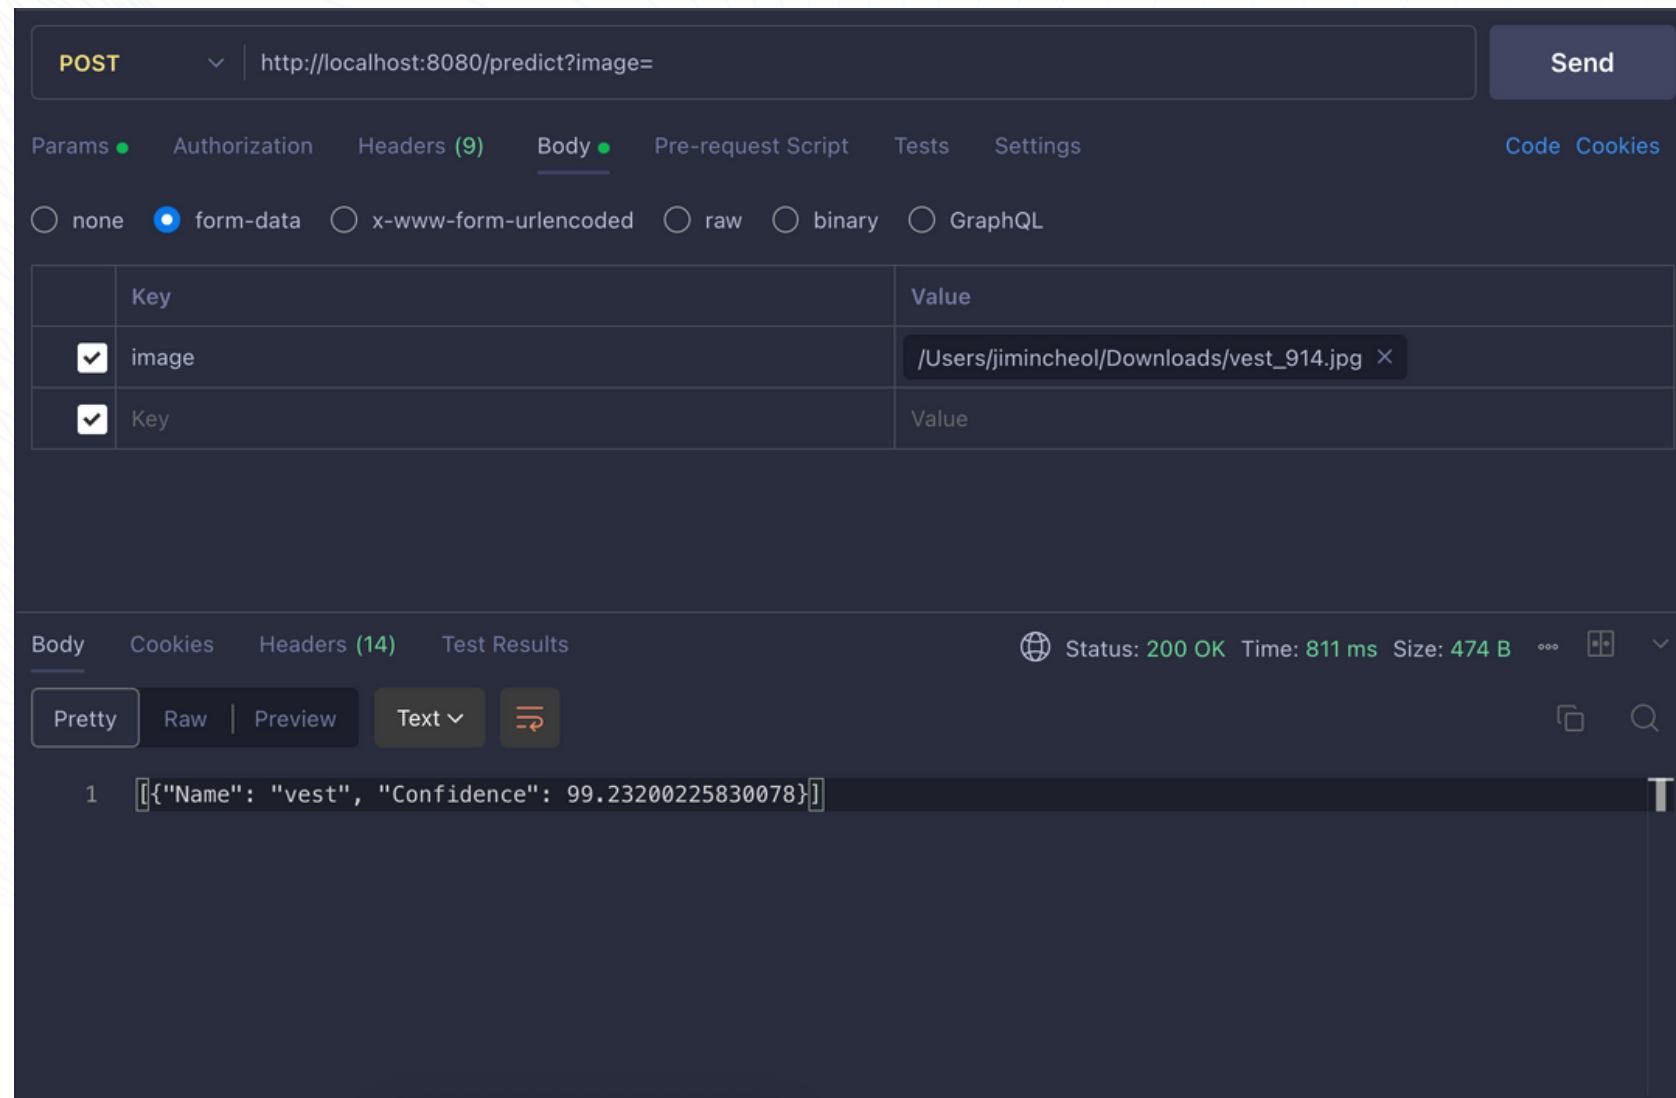 POST http://localhost:8080/predict?image= Send
Params Authorization Headers (9) Body Pre-request Script Tests Settings Code Cookies
none form-data x-www-form-urlencoded raw binary GraphQL
Key Value
image /Users/jimincheol/Downloads/vest_914.jpg
Key Value
Body Cookies Headers (14) Test Results Status: 200 OK Time: 811 ms Size: 474 B
Pretty Raw Preview Text
1 [{"Name": "vest", "Confidence": 99.23200225830078}]